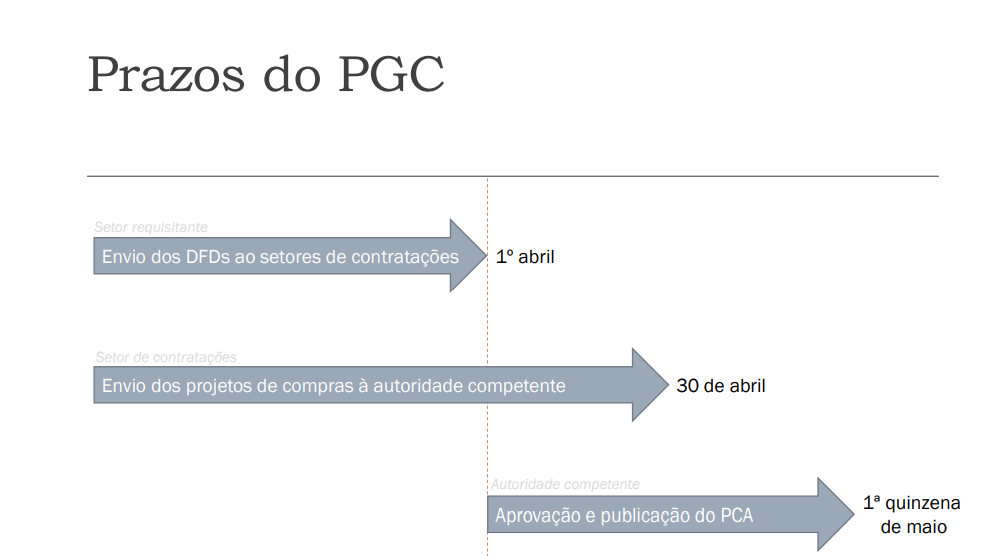 Prazos do PGC
Setor requisitante
Envio dos DFDs ao setores de contratações
1º abril
Setor de contratações
Envio dos projetos de compras à autoridade competente
30 de abril
Autoridade competente
Aprovação e publicação do PCA
1ª quinzena
de maio